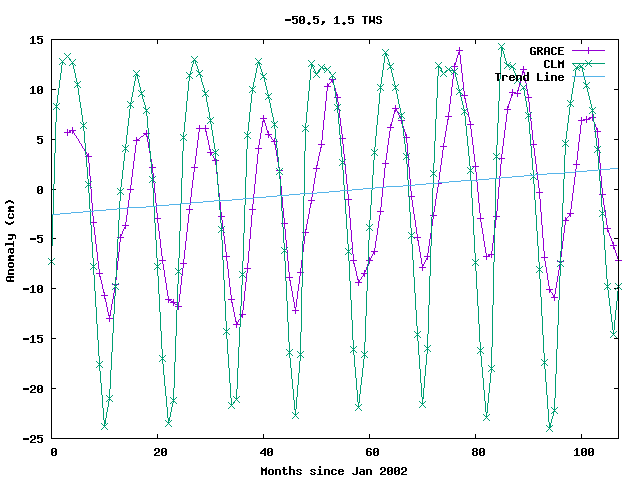 -50.5, 1.5 TWS
GRACE
CLM
Trend Line
15
10
5
0
-5
-10
-15
-20
-25
Anomaly (cm)
0 20 40 60 80 100
Months since Jan 2002